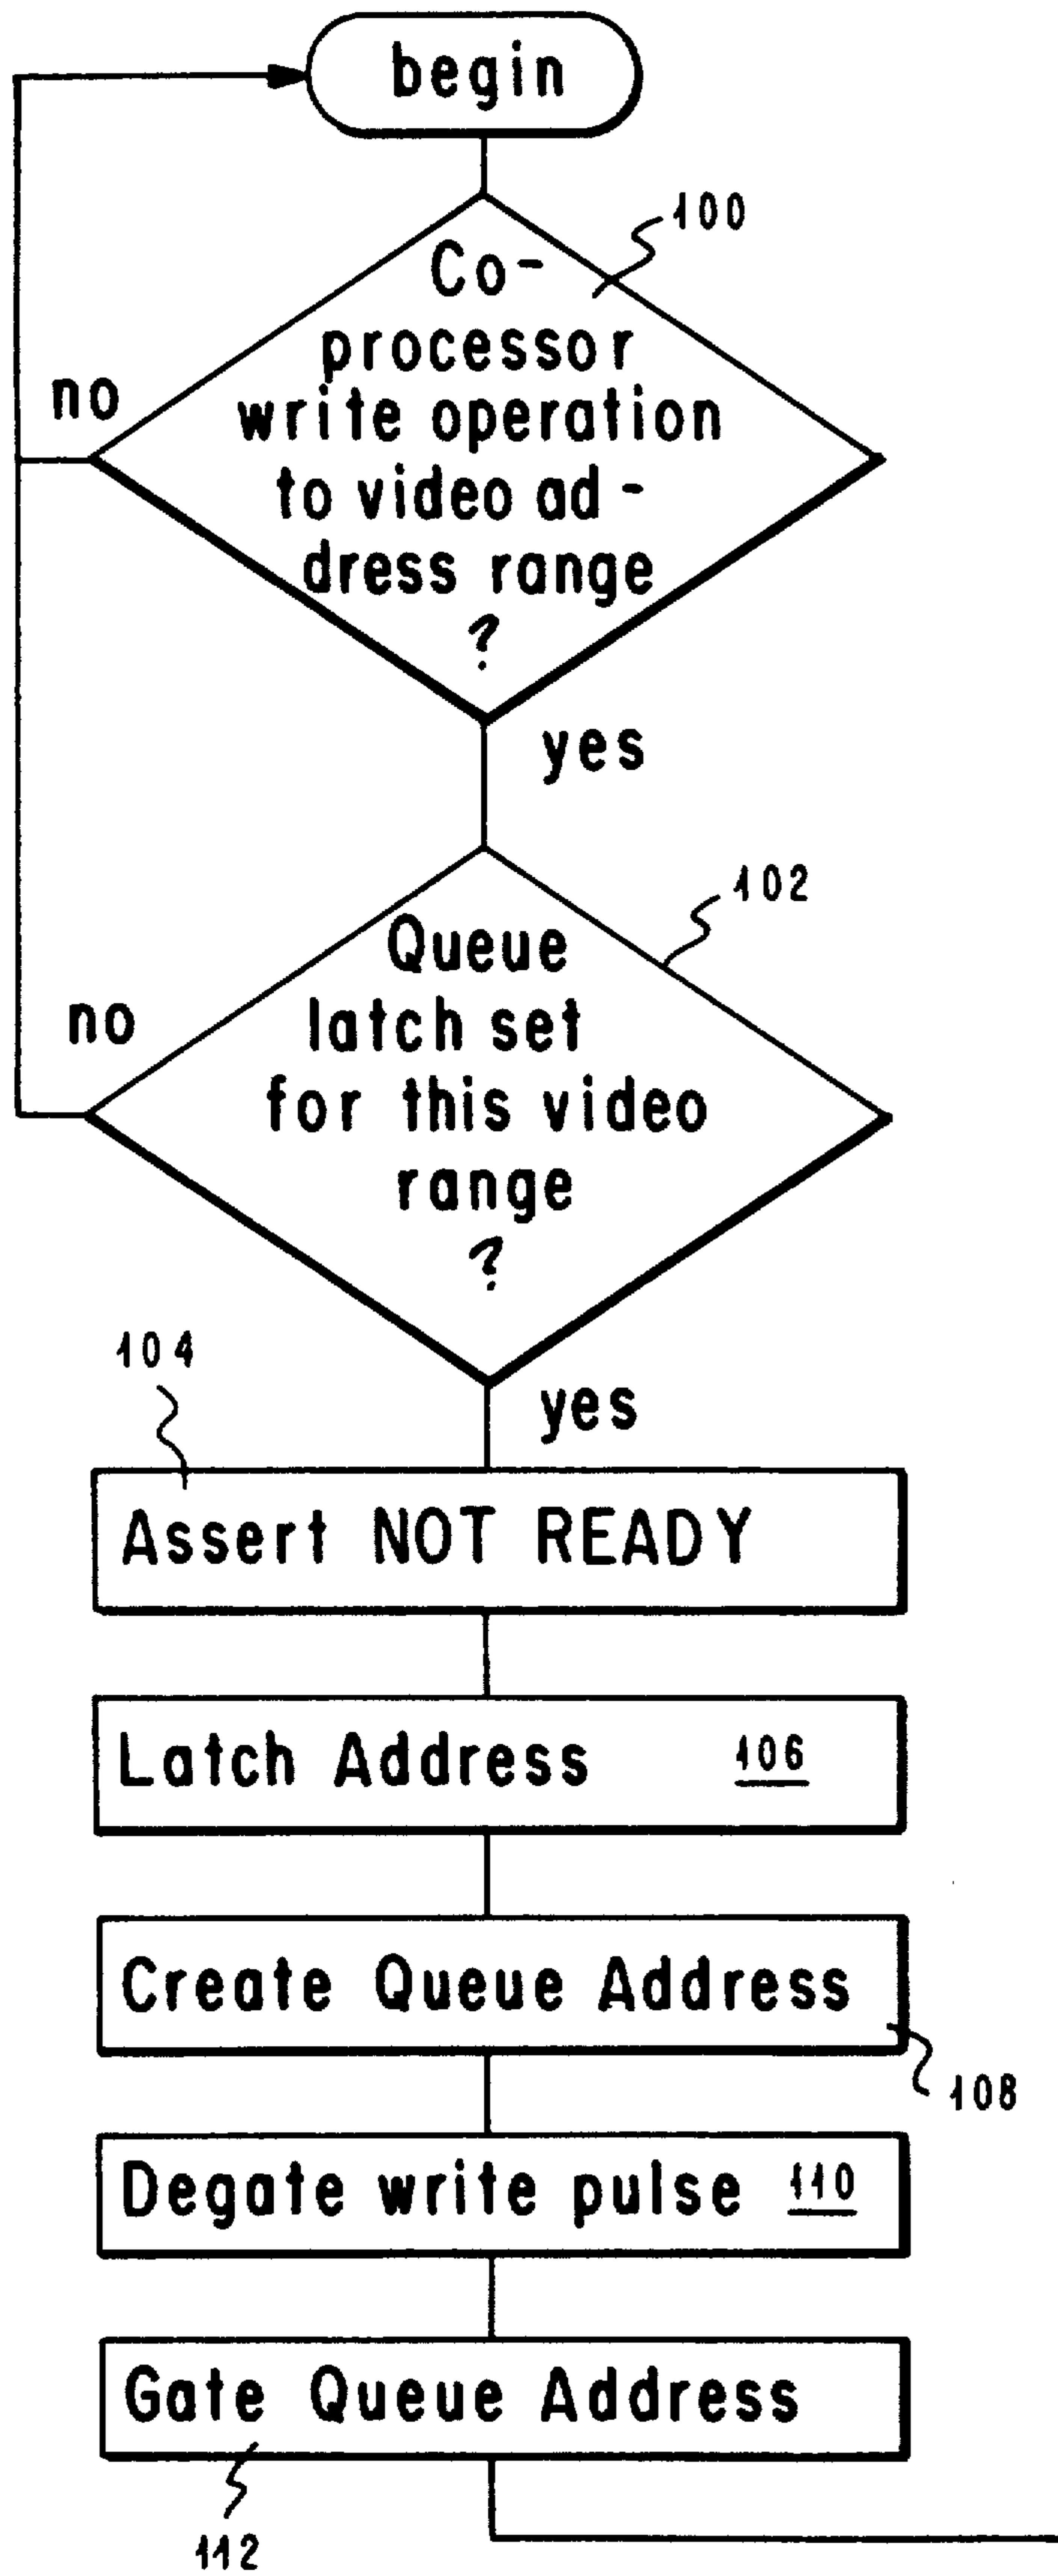 begin
100
Co-
processor
write operation
to video ad-
dress range
?
no
yes
102
Queue
latch set
for this video
range
?
no
yes
104
Assert NOT READY
Latch Address 106
Create Queue Address
108
Degate write pulse 110
Gate Queue Address
112